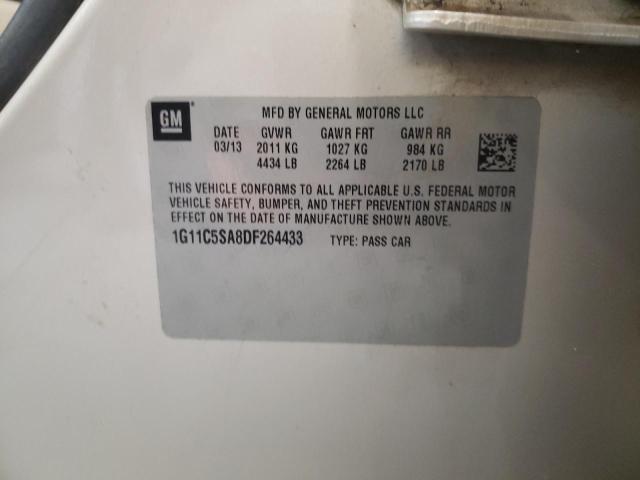 GM
MFD BY GENERAL MOTORS LLC
DATE GVWR GAWR FRT GAWR RR
03/13 2011 KG 1027 KG 984 KG
4434 LB 2264 LB 2170 LB
THIS VEHICLE CONFORMS TO ALL APPLICABLE U.S. FEDERAL MOTOR
VEHICLE SAFETY, BUMPER, AND THEFT PREVENTION STANDARDS IN
EFFECT ON THE DATE OF MANUFACTURE SHOWN ABOVE.
1G11C5SA8DF264433 TYPE: PASS CAR